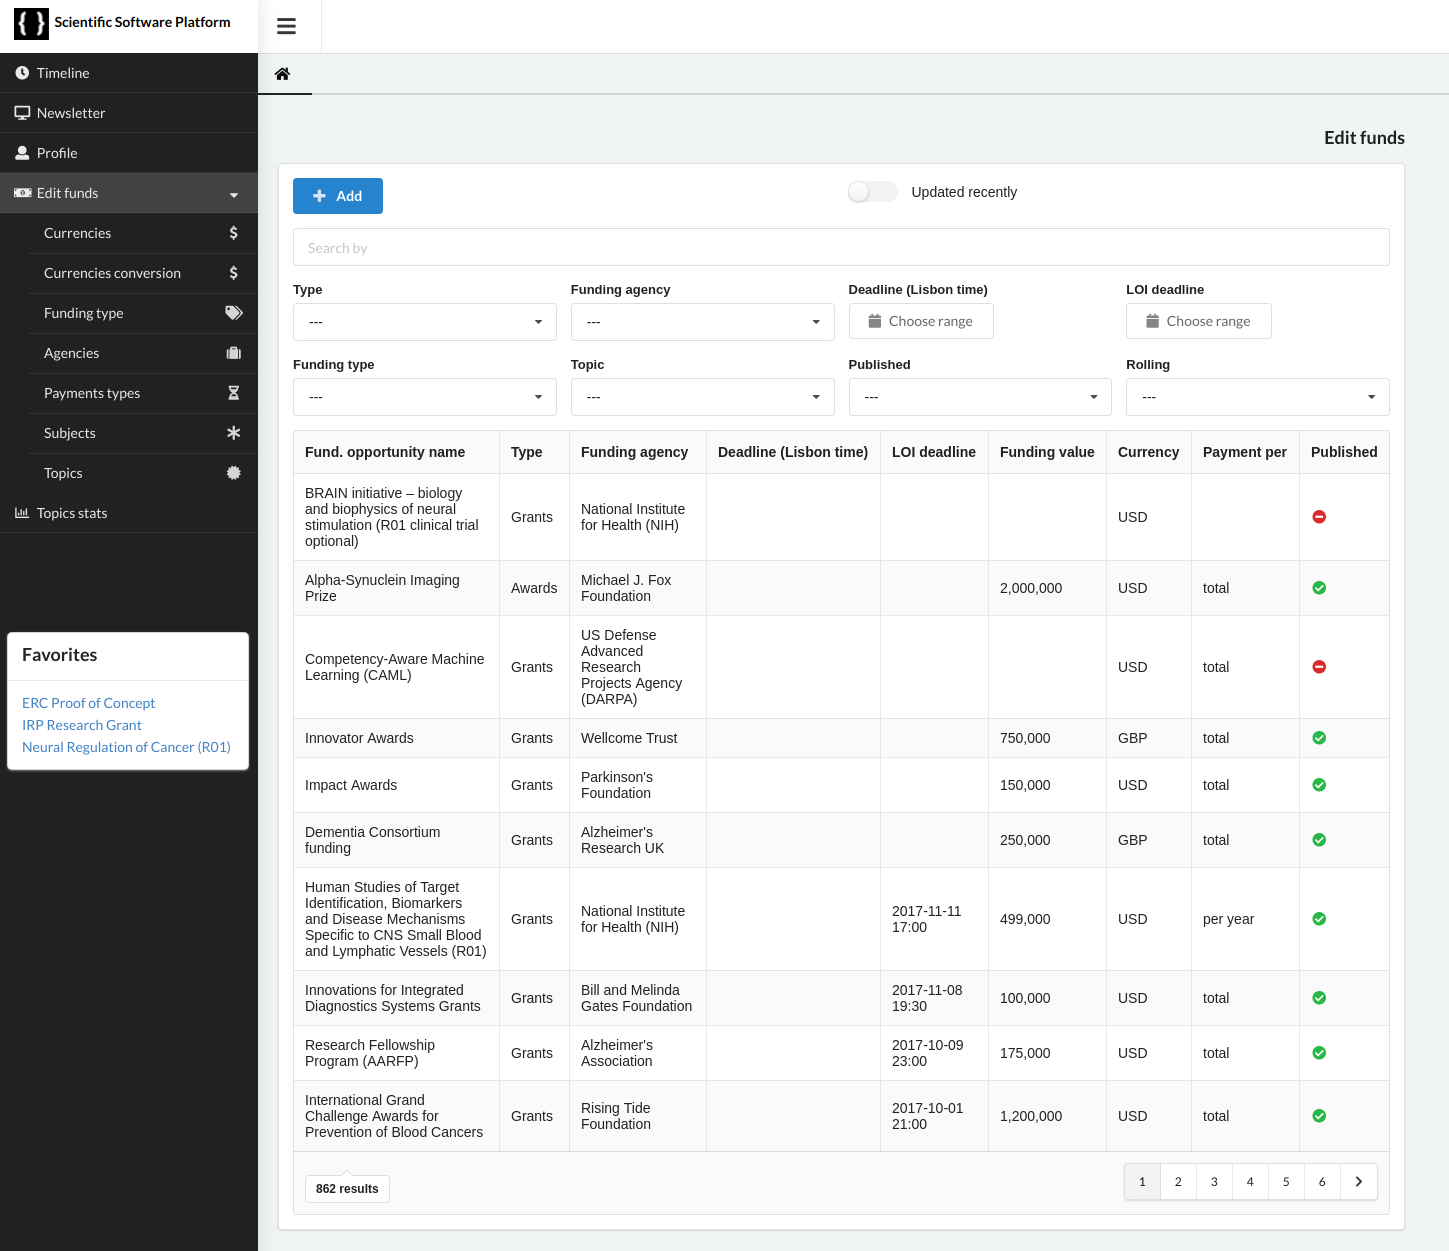 Scientific Software Platform
Timeline
Newsletter
Profile
Edit funds
Currencies
Currencies conversion
Funding type
Agencies
Payments types
Subjects
Topics
Topics stats
Favorites
ERC Proof of Concept
IRP Research Grant
Neural Regulation of Cancer (R01)
Edit funds
Add
Updated recently
Search by
Type
Funding agency
Deadline (Lisbon time)
LOI deadline
---
---
Choose range
Choose range
Funding type
Topic
Published
Rolling
---
---
---
---
Fund. opportunity name
Type
Funding agency
Deadline (Lisbon time)
LOI deadline
Funding value
Currency
Payment per
Published
BRAIN initiative – biology
and biophysics of neural
stimulation (R01 clinical trial
optional)
Grants
National Institute
for Health (NIH)
USD
Alpha-Synuclein Imaging
Prize
Awards
Michael J. Fox
Foundation
2,000,000
USD
total
Competency-Aware Machine
Learning (CAML)
Grants
US Defense
Advanced
Research
Projects Agency
(DARPA)
USD
total
Innovator Awards
Grants
Wellcome Trust
750,000
GBP
total
Impact Awards
Grants
Parkinson's
Foundation
150,000
USD
total
Dementia Consortium
funding
Grants
Alzheimer's
Research UK
250,000
GBP
total
Human Studies of Target
Identification, Biomarkers
and Disease Mechanisms
Specific to CNS Small Blood
and Lymphatic Vessels (R01)
Grants
National Institute
for Health (NIH)
2017-11-11
17:00
499,000
USD
per year
Innovations for Integrated
Diagnostics Systems Grants
Grants
Bill and Melinda
Gates Foundation
2017-11-08
19:30
100,000
USD
total
Research Fellowship
Program (AARFP)
Grants
Alzheimer's
Association
2017-10-09
23:00
175,000
USD
total
International Grand
Challenge Awards for
Prevention of Blood Cancers
Grants
Rising Tide
Foundation
2017-10-01
21:00
1,200,000
USD
total
862 results
1
2
3
4
5
6